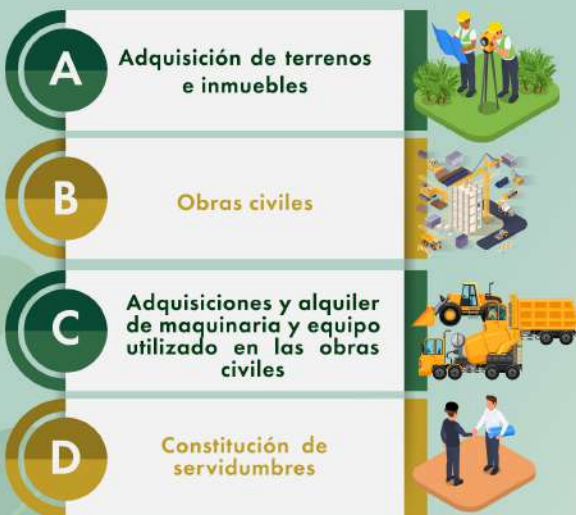 A
Adquisición de terrenos
e inmuebles
B
Obras civiles
C
Adquisiciones y alquiler
de maquinaria y equipo
utilizado en las obras
civiles
D
Constitución de
servidumbres